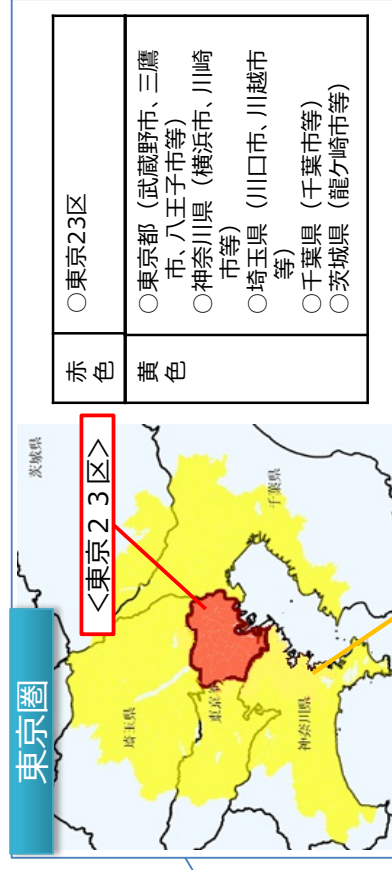 東京圏
茨城県
<東京23区>
埼玉県
東京都
千葉県
神奈川県
赤色
○東京23区
黄色
○東京都（武蔵野市、三鷹
市、八王子市等）
○神奈川県（横浜市、川崎
市等）
○埼玉県（川口市、川越市
等）
○千葉県（千葉市等）
○茨城県（龍ケ崎市等）